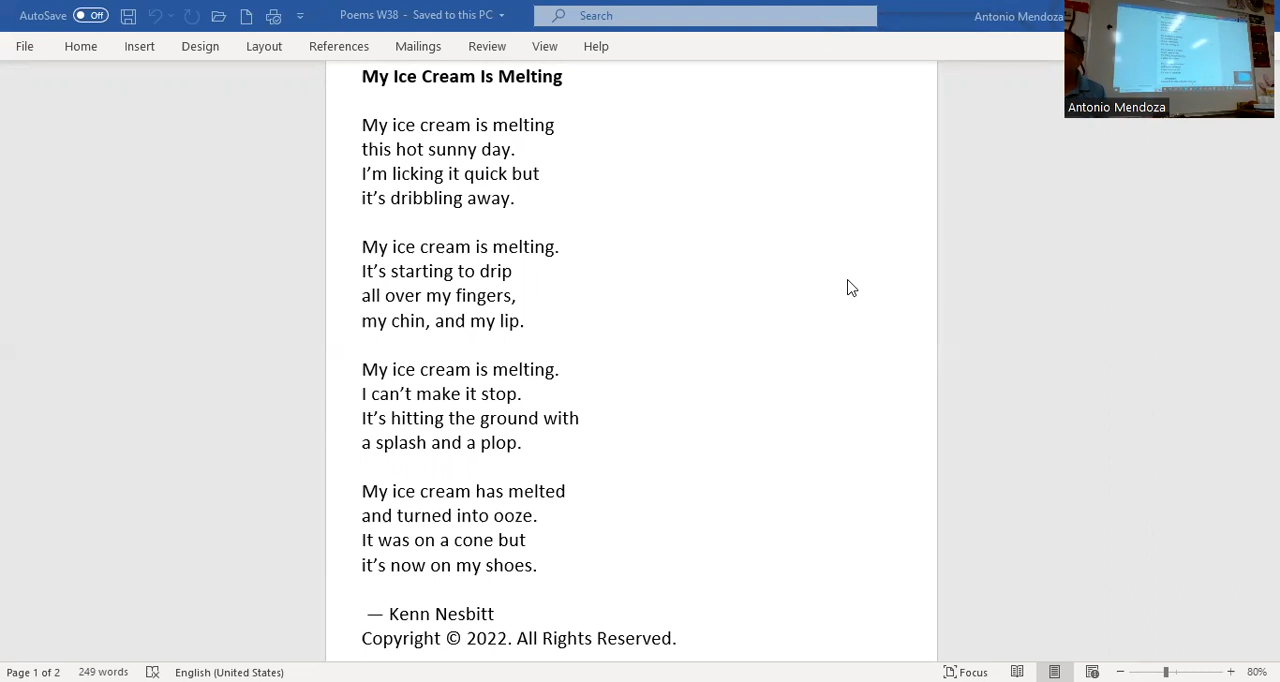 AutoSave Off Poems W38 - Saved to this PC Search Antonio Mendoza
File Home Insert Design Layout References Mailings Review View Help
Antonio Mendoza
My Ice Cream Is Melting
My ice cream is melting
this hot sunny day.
I’m licking it quick but
it’s dribbling away.
My ice cream is melting.
It’s starting to drip
all over my fingers,
my chin, and my lip.
My ice cream is melting.
I can’t make it stop.
It’s hitting the ground with
a splash and a plop.
My ice cream has melted
and turned into ooze.
It was on a cone but
it’s now on my shoes.
— Kenn Nesbitt
Copyright © 2022. All Rights Reserved.
Page 1 of 2 249 words English (United States) Focus 80%